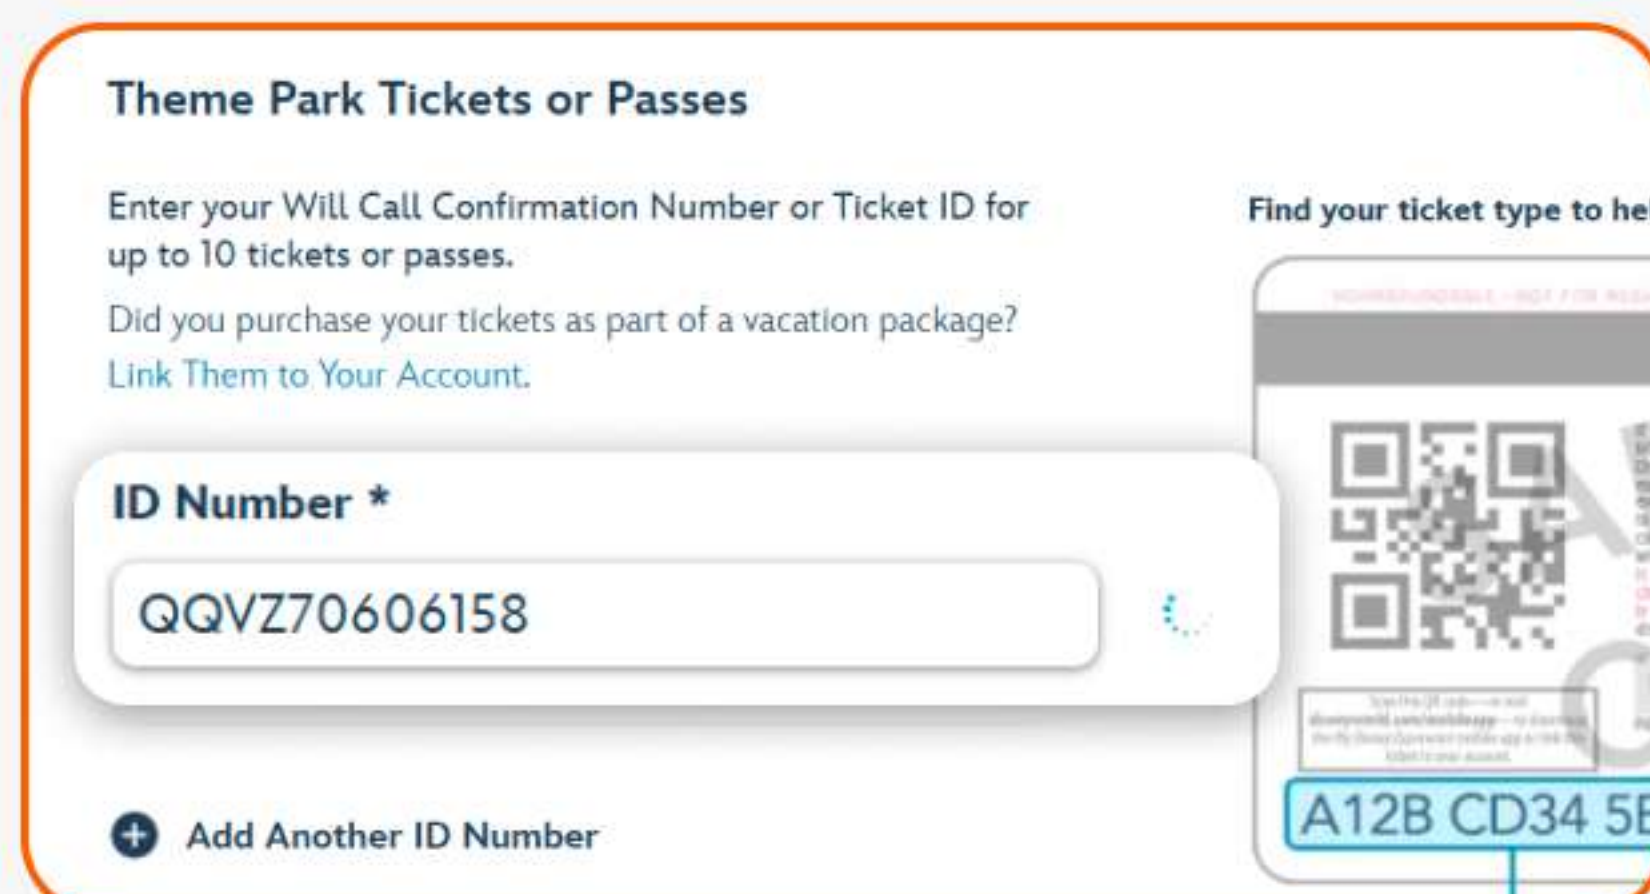 Theme Park Tickets or Passes
Enter your Will Call Confirmation Number or Ticket ID for
up to 10 tickets or passes.
Did you purchase your tickets as part of a vacation package?
Link Them to Your Account.
ID Number *
QQVZ70606158
Add Another ID Number
Find your ticket type to hel
A12B CD34 5E